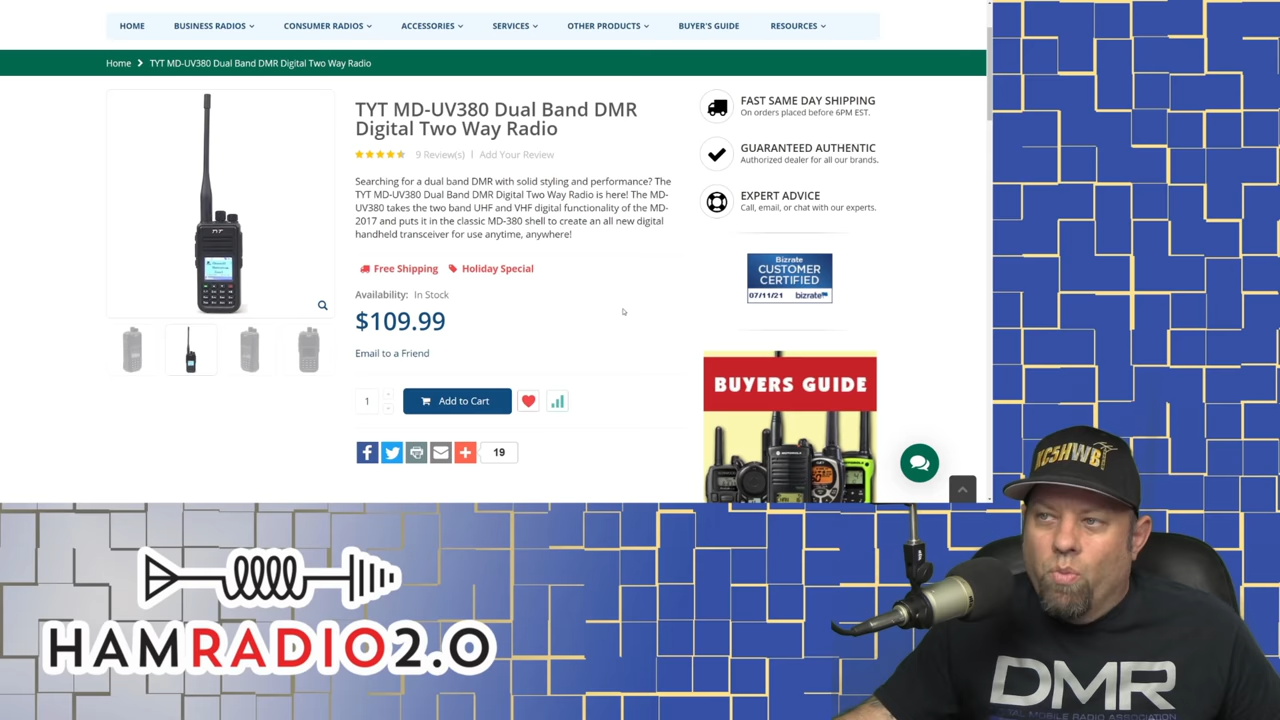 HOME BUSINESS RADIOS CONSUMER RADIOS ACCESSORIES SERVICES OTHER PRODUCTS BUYER'S GUIDE RESOURCES
Home TYT MD-UV380 Dual Band DMR Digital Two Way Radio
TYT MD-UV380 Dual Band DMR
Digital Two Way Radio
9 Review(s) | Add Your Review
Searching for a dual band DMR with solid styling and performance? The
TYT MD-UV380 Dual Band DMR Digital Two Way Radio is here! The MD-
UV380 takes the two band UHF and VHF digital functionality of the MD-
2017 and puts it in the classic MD-380 shell to create an all new digital
handheld transceiver for use anytime, anywhere!
Free Shipping Holiday Special
Availability: In Stock
$109.99
Email to a Friend
1 Add to Cart
19
TYT
FAST SAME DAY SHIPPING
On orders placed before 6PM EST.
GUARANTEED AUTHENTIC
Authorized dealer for all our brands.
EXPERT ADVICE
Call, email, or chat with our experts.
Bizrate
CUSTOMER
CERTIFIED
07/11/21 bizrate
BUYERS GUIDE
MOTOROLA
KC5HWB
HAMRADIO2.0
DMR
MOBILE RADIO ASSOCIATION